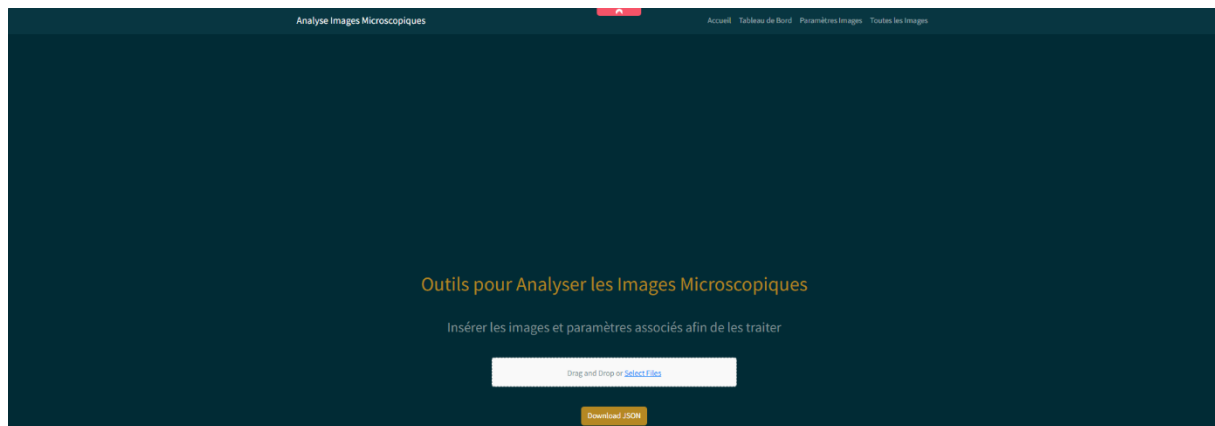 Analyse Images Microscopiques
Accueil Tableau de Bord Paramètres Images Toutes les Images
Outils pour Analyser les Images Microscopiques
Insérer les images et paramètres associés afin de les traiter
Drag and Drop or Select Files
Download JSON